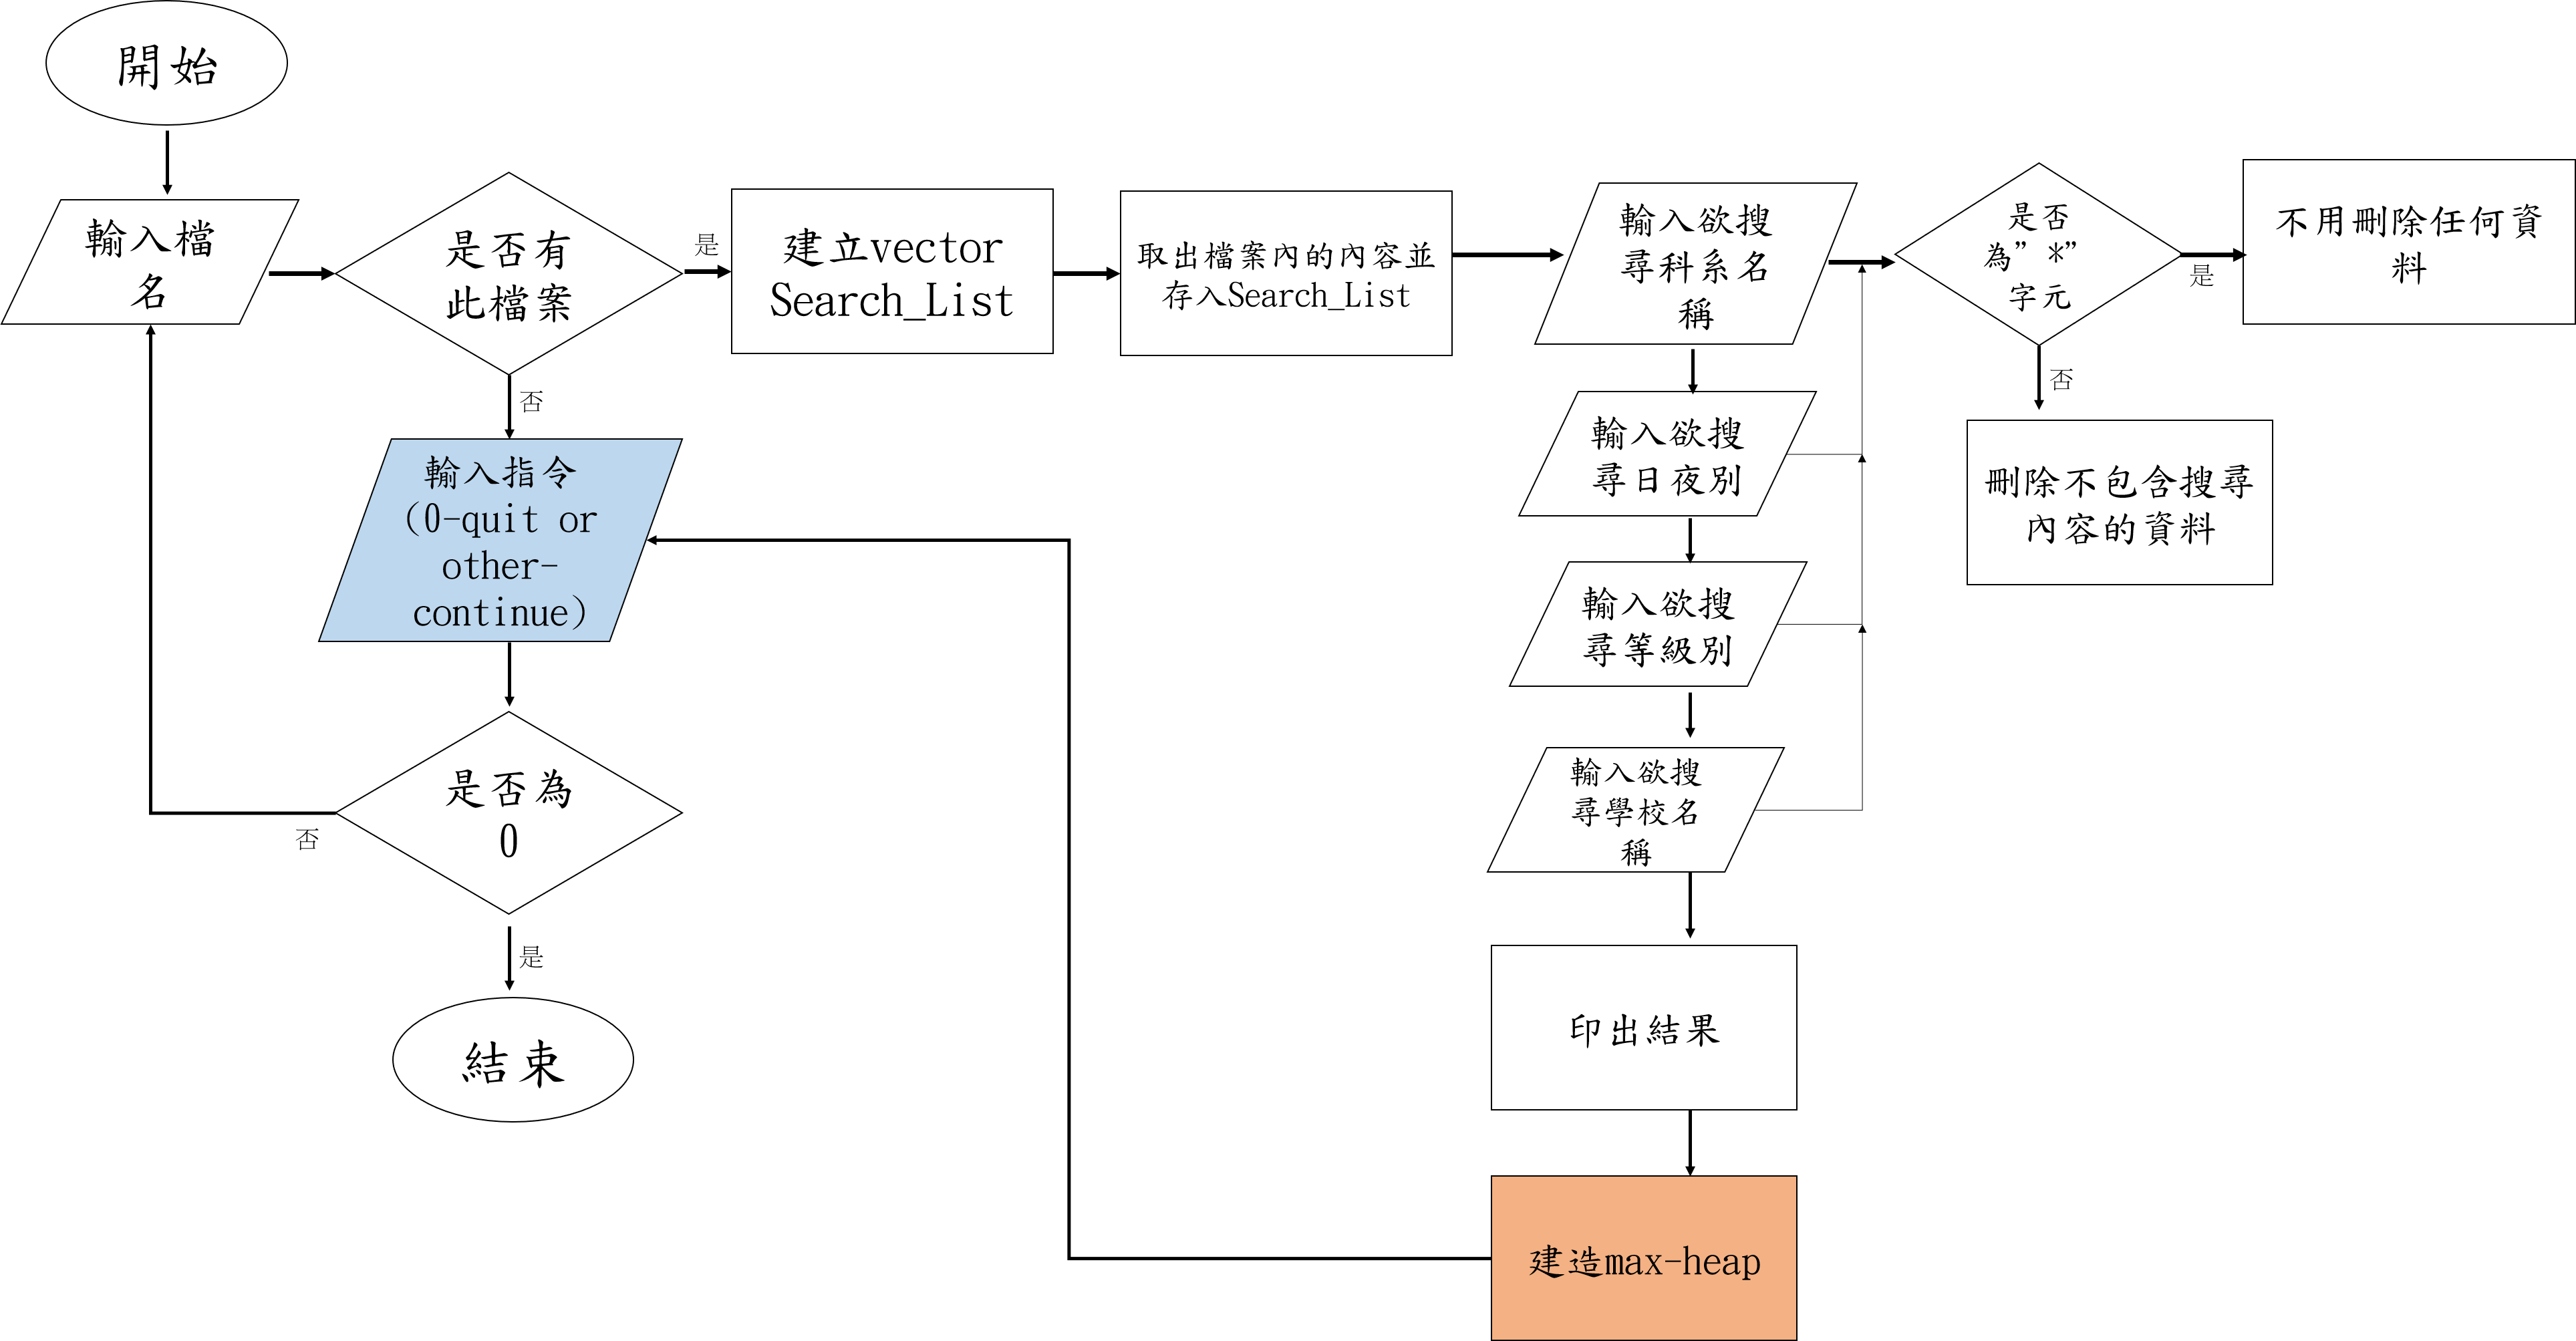 開始
輸入檔
名
是否有
此檔案
是
建立vector
Search_List
取出檔案內的內容並
存入Search_List
輸入欲搜
尋科系名
稱
是否
為”*”
字元
是
不用刪除任何資
料
否
刪除不包含搜尋
內容的資料
否
輸入指令
(0-quit or
other-
continue)
是否為
0
否
是
結束
輸入欲搜
尋日夜別
輸入欲搜
尋等級別
輸入欲搜
尋學校名
稱
印出結果
建造max-heap